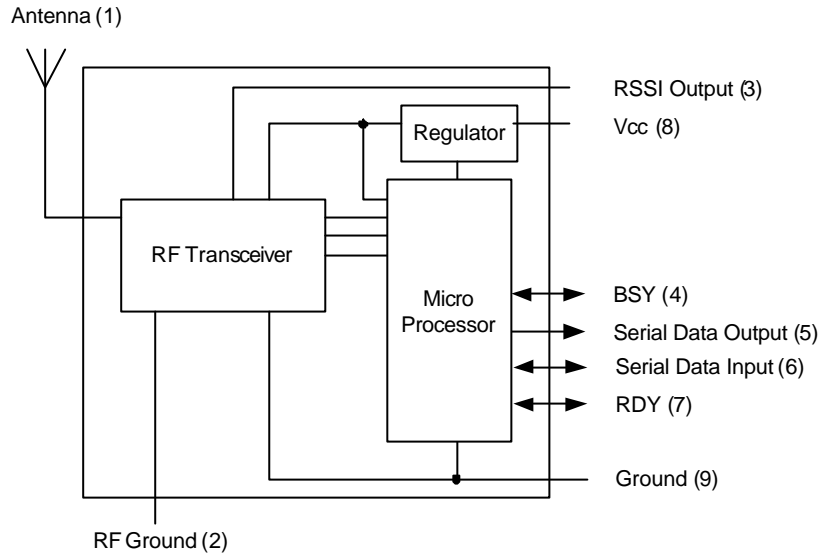 Antenna (1)
RSSI Output (3)
Regulator
Vcc (8)
RF Transceiver
Micro
Processor
BSY (4)
Serial Data Output (5)
Serial Data Input (6)
RDY (7)
Ground (9)
RF Ground (2)